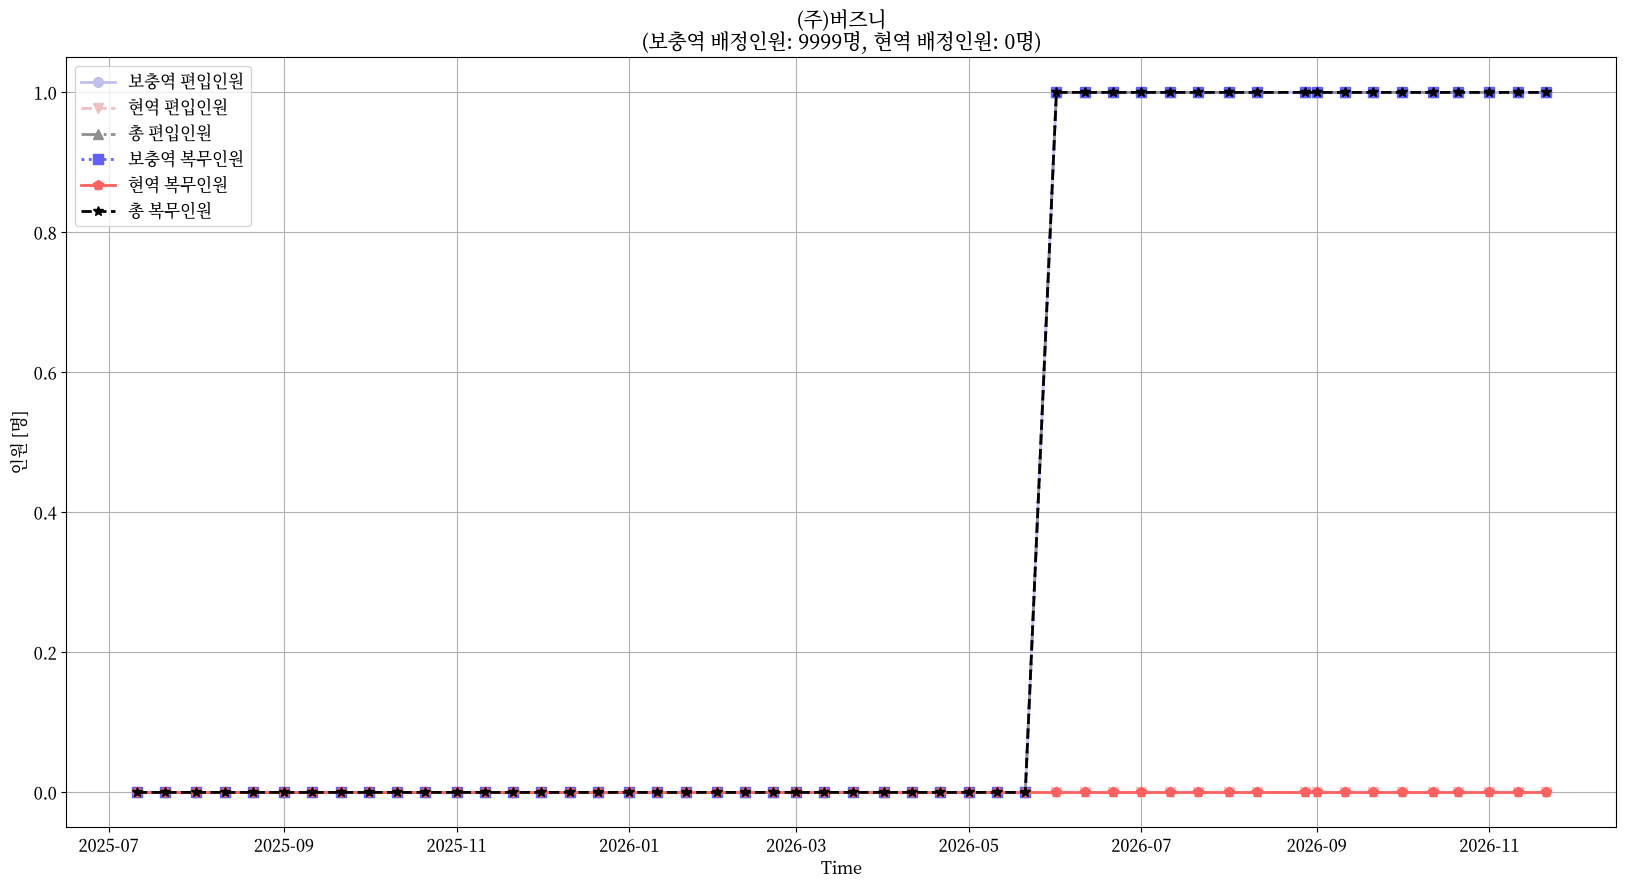 (주)버즈니
(보충역 배정인원: 9999명, 현역 배정인원: 0명)
보충역 편입인원
현역 편입인원
총 편입인원
보충역 복무인원
현역 복무인원
총 복무인원
1.0
0.8
0.6
0.4
0.2
0.0
인원 [명]
2025-07
2025-09
2025-11
2026-01
2026-03
2026-05
2026-07
2026-09
2026-11
Time